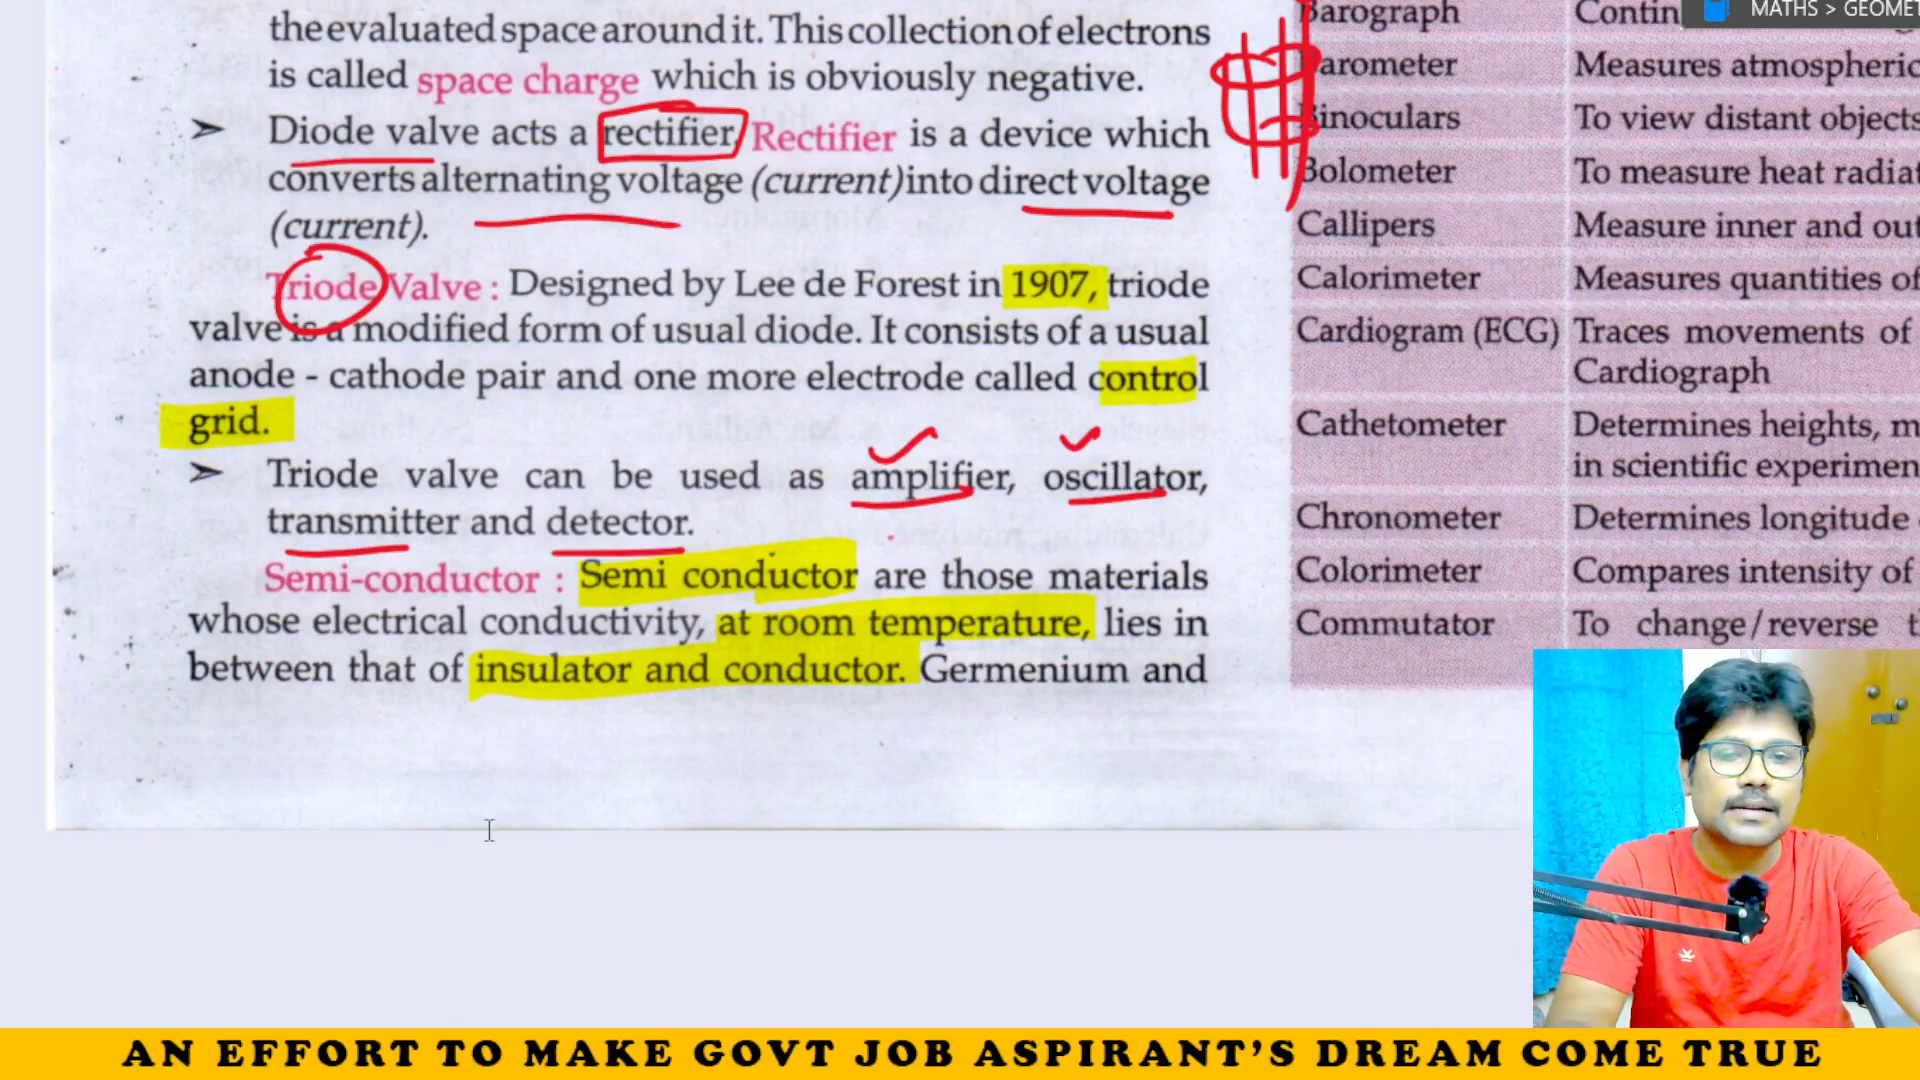 the evaluated space around it. This collection of electrons
is called space charge which is obviously negative.
➢ Diode valve acts a rectifier, Rectifier is a device which
converts alternating voltage (current) into direct voltage
(current).
Triode Valve : Designed by Lee de Forest in 1907, triode
valve is a modified form of usual diode. It consists of a usual
anode - cathode pair and one more electrode called control
grid.
➢ Triode valve can be used as amplifier, oscillator,
transmitter and detector.
Semi-conductor : Semi conductor are those materials
whose electrical conductivity, at room temperature, lies in
between that of insulator and conductor. Germenium and
MATHS > GEOMET
Barograph Contin
Barometer Measures atmospheric
Binoculars To view distant objects
Bolometer To measure heat radiat
Callipers Measure inner and out
Calorimeter Measures quantities of
Cardiogram (ECG) Traces movements of
Cardiograph
Cathetometer Determines heights, m
in scientific experimen
Chronometer Determines longitude
Colorimeter Compares intensity of
Commutator To change/reverse t
AN EFFORT TO MAKE GOVT JOB ASPIRANT'S DREAM COME TRUE